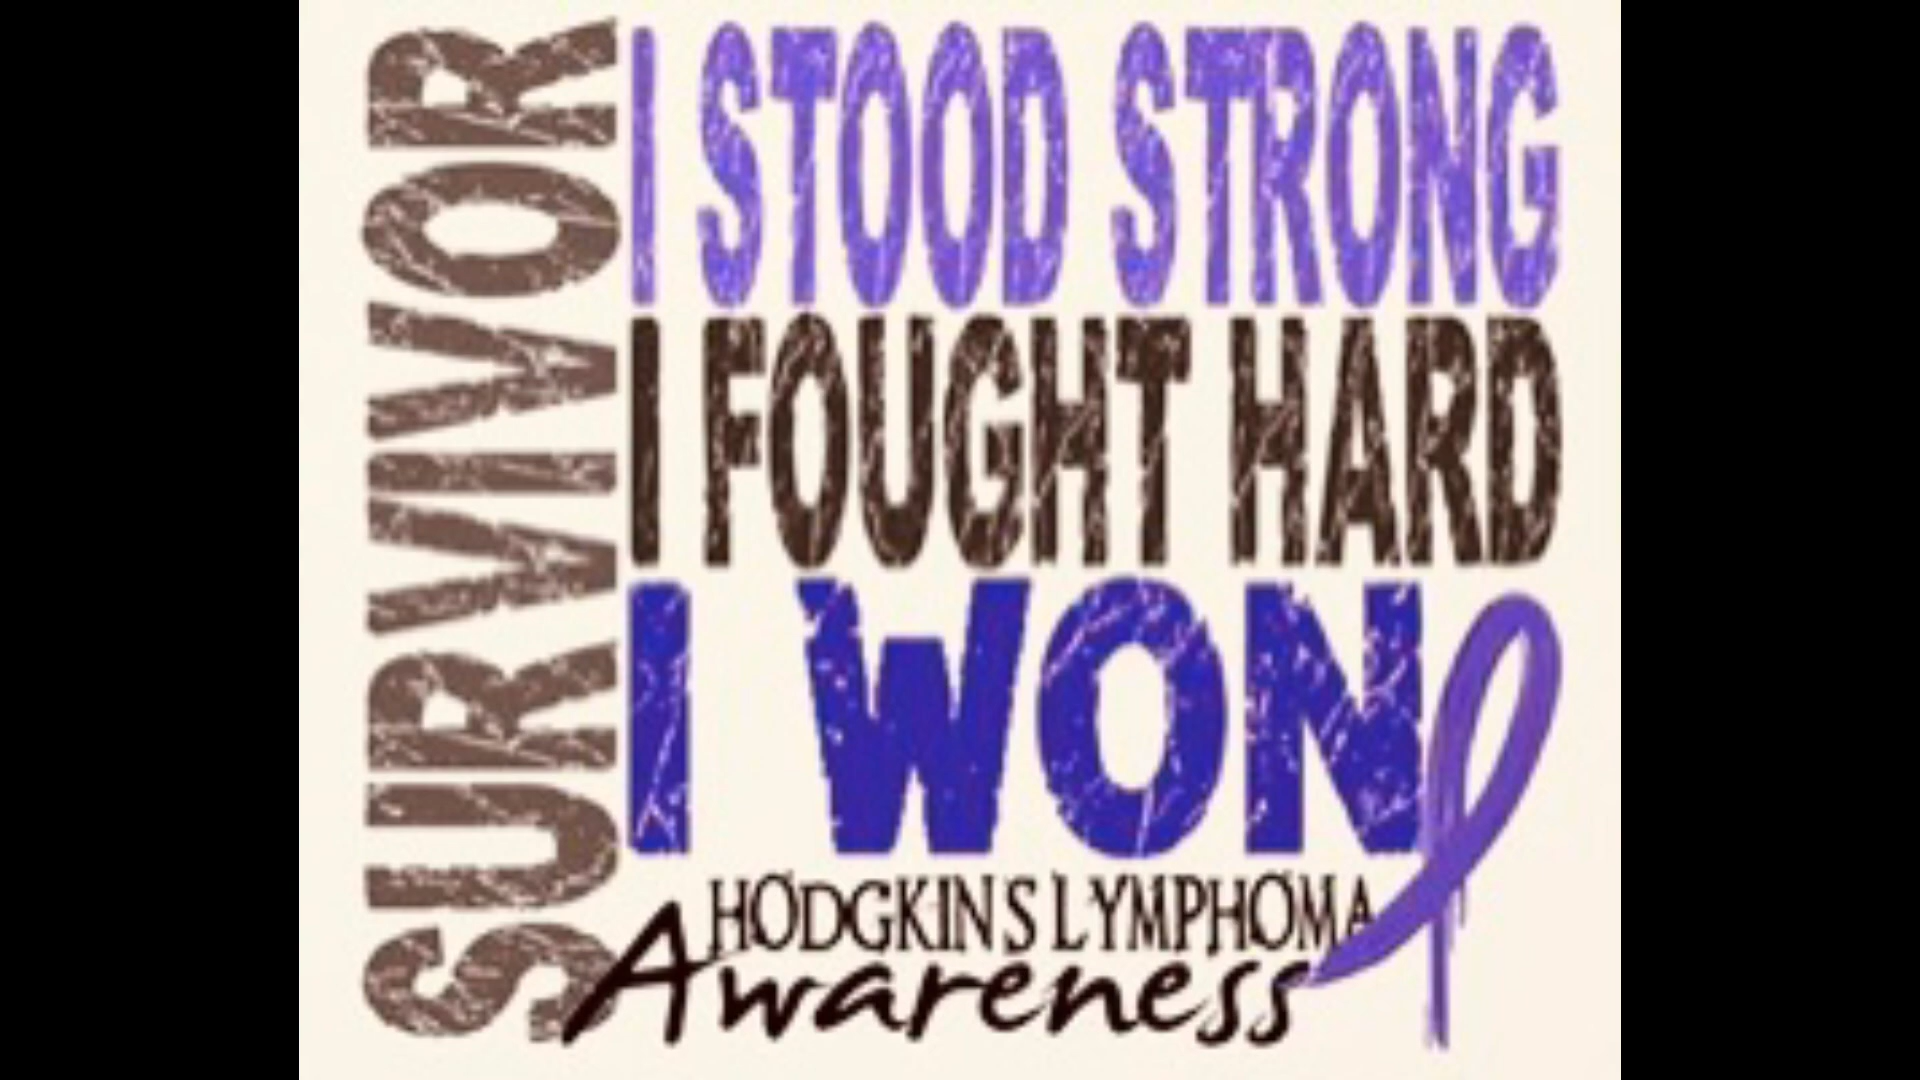 SURVIVOR
I STOOD STRONG
I FOUGHT HARD
I WON
HODGKINS LYMPHOMA
Awareness